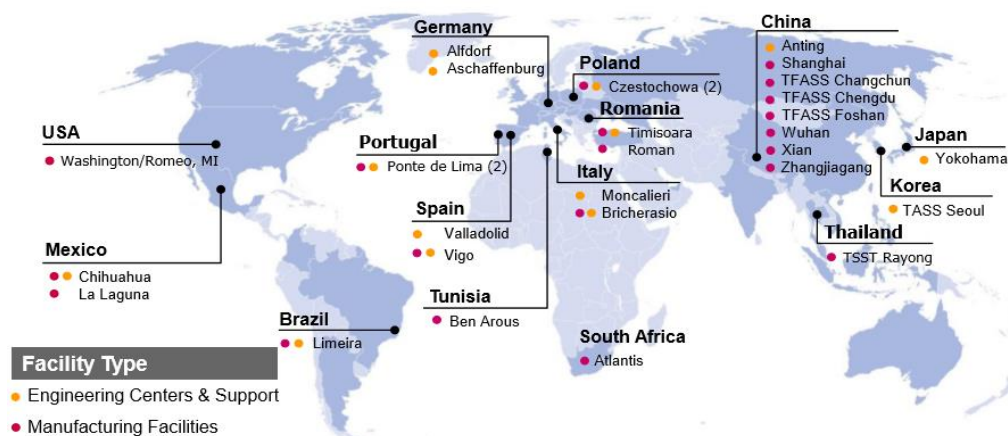 Germany
Alfdorf
Aschaffenburg
Poland
Czestochowa (2)
Romania
Timisoara
Roman
China
Anting
Shanghai
TFASS Changchun
TFASS Chengdu
TFASS Foshan
Wuhan
Xian
Zhangjiagang
Japan
Yokohama
Korea
TASS Seoul
Thailand
TSST Rayong
USA
Washington/Romeo, MI
Mexico
Chihuahua
La Laguna
Portugal
Ponte de Lima (2)
Spain
Valladolid
Vigo
Italy
Moncalieri
Bricherasio
Tunisia
Ben Arous
Brazil
Limeira
South Africa
Atlantis
Facility Type
Engineering Centers & Support
Manufacturing Facilities